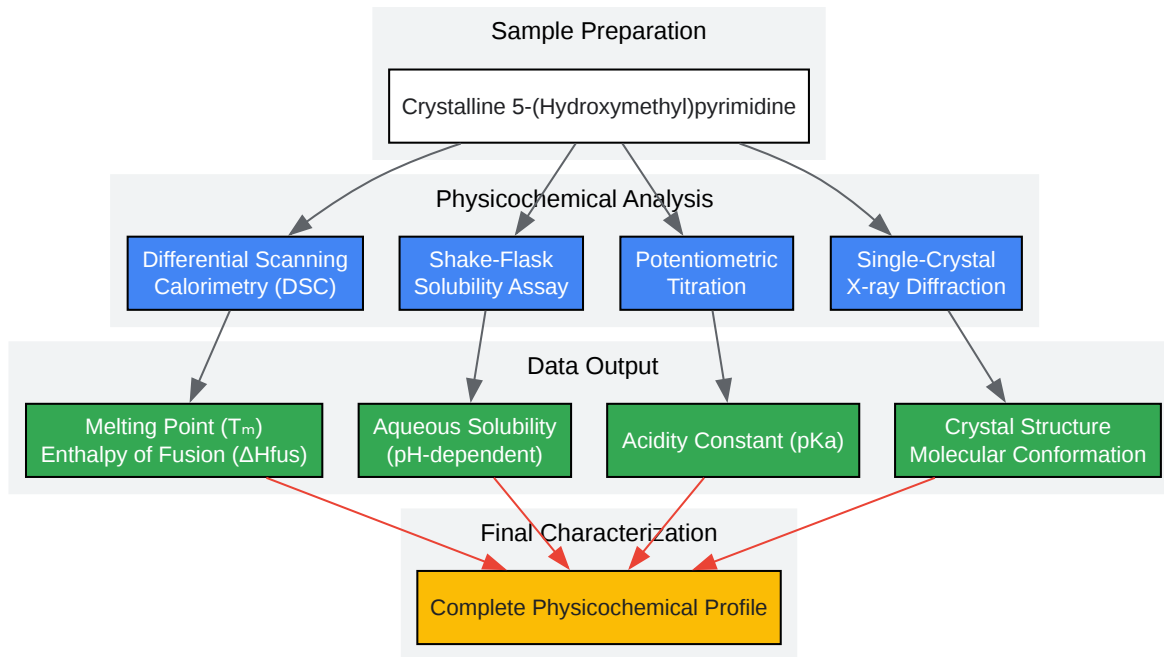 Sample Preparation
Crystalline 5-(Hydroxymethyl)pyrimidine
Physicochemical Analysis
Differential Scanning
Calorimetry (DSC)
Shake-Flask
Solubility Assay
Potentiometric
Titration
Single-Crystal
X-ray Diffraction
Data Output
Melting Point (Tₘ)
Enthalpy of Fusion (ΔHfus)
Aqueous Solubility
(pH-dependent)
Acidity Constant (pKa)
Crystal Structure
Molecular Conformation
Final Characterization
Complete Physicochemical Profile